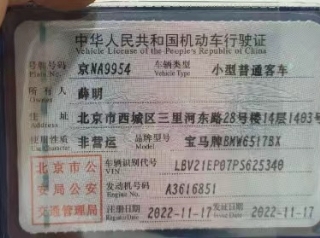 中华人民共和国机动车行驶证
Vehicle License of the People's Republic of China
号牌号码 京NA9954 车辆类型 小型普通客车
Plate No. Vehicle Type
所有人 薛明
Owner
住址 北京市西城区三里河东路28号楼14层1403号
Address
使用性质 非营运 品牌型号 宝马牌BMW6517BX
Model
北京市公 车辆识别代号 LBV21EP07PS625340
VIN
安局公安 发动机号码 A3616851
Engine No.
交通管理局 注册日期 2022-11-17 发证日期 2022-11-17
Register Date Issue Date